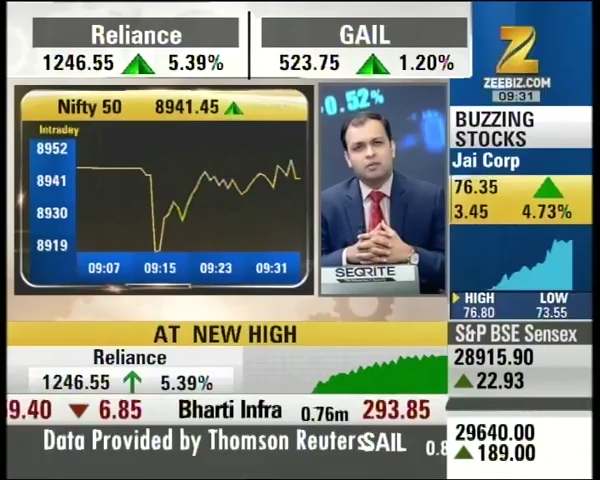 Reliance
1246.55 5.39%
GAIL
523.75 1.20%
Z
ZEEBIZ.COM
09:31
Nifty 50 8941.45
Intraday
8952
8941
8930
8919
09:07 09:15 09:23 09:31
0.52%
SEQRITE
BUZZING
STOCKS
Jai Corp
76.35
3.45 4.73%
HIGH LOW
76.80 73.55
AT NEW HIGH
Reliance
1246.55 5.39%
S&P BSE Sensex
28915.90
22.93
9.40 6.85 Bharti Infra 0.76m 293.85
Data Provided by Thomson Reuters SAIL 0.8
29640.00
189.00